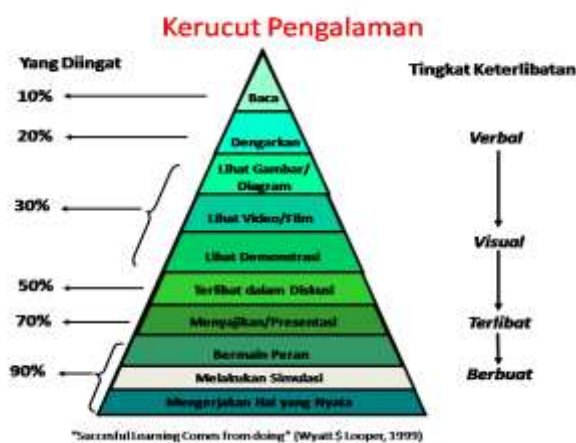 Kerucut Pengalaman
Yang Diingat
Tingkat Keterlibatan
10%
Baca
20%
Dengarkan
Verbal
Lihat Gambar/
Diagram
30%
Lihat Video/Film
Visual
Lihat Demonstrasi
50%
Terlibat dalam Diskusi
70%
Menyajikan/Presentasi
Terlibat
Bermain Peran
90%
Melakukan Simulasi
Berbuat
Mengerjakan Hal yang Nyata
"Succesful Learning Comes from doing" (Wyatt $ Looper, 1999)